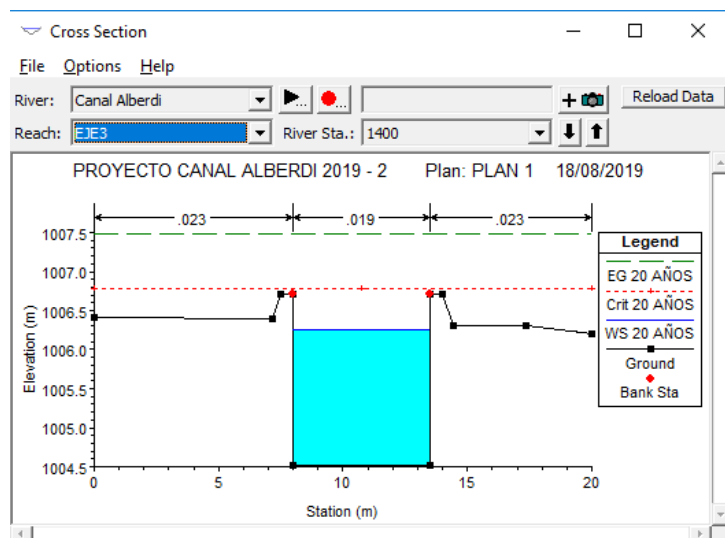 Cross Section
File Options Help
River: Canal Alberdi Reload Data
Reach: EJE3 River Sta.: 1400
PROYECTO CANAL ALBERDI 2019 - 2 Plan: PLAN 1 18/08/2019
.023 .019 .023
1007.5
1007.0
1006.5
1006.0
1005.5
1005.0
1004.5
0 5 10 15 20
Station (m)
Elevation (m)
Legend
EG 20 AÑOS
Crit 20 AÑOS
WS 20 AÑOS
Ground
Bank Sta